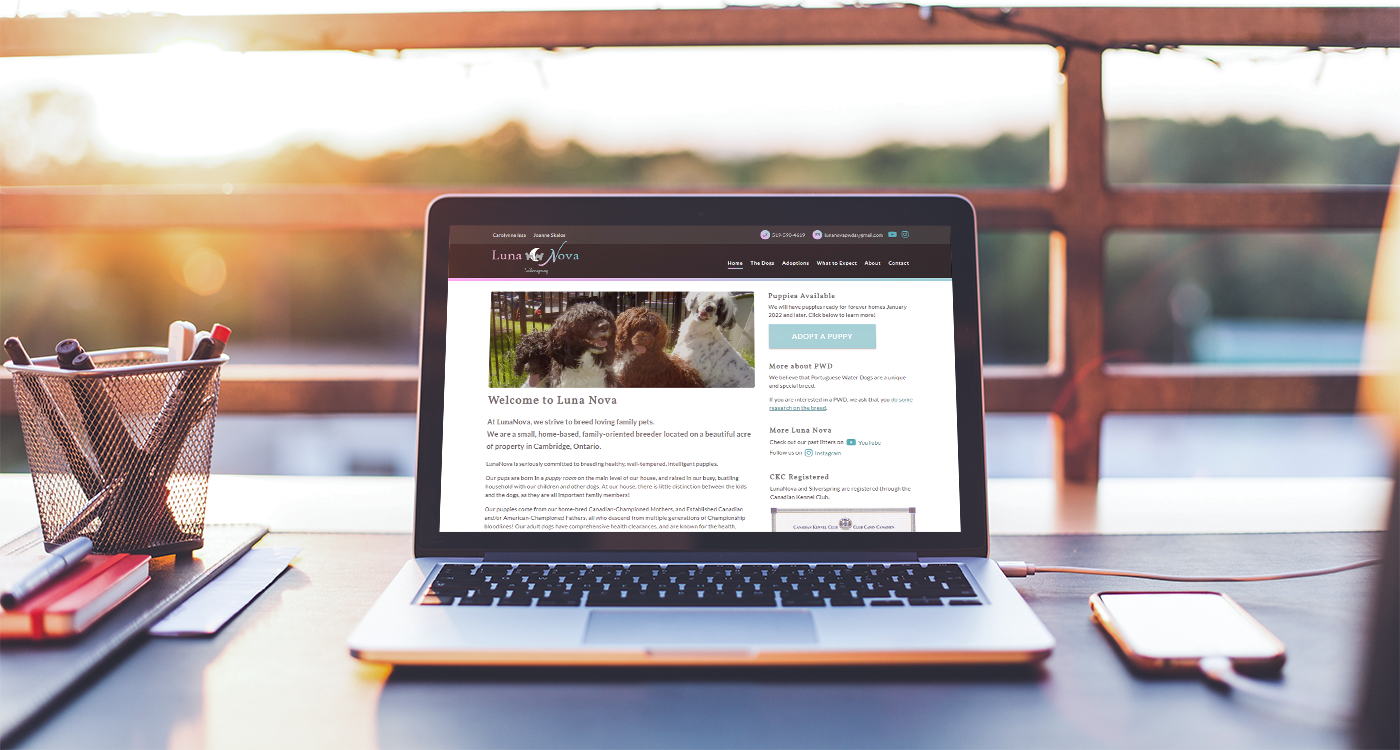 Carolynne Issa Joanne Skalos
519-590-4619 lunanovapwds@gmail.com
Luna Nova
Silverspring
Home The Dogs Adoptions What to Expect About Contact
Welcome to Luna Nova
At LunaNova, we strive to breed loving family pets.
We are a small, home-based, family-oriented breeder located on a beautiful acre
of property in Cambridge, Ontario.
LunaNova is seriously committed to breeding healthy, well-tempered, intelligent puppies.
Our pups are born in a puppy room on the main level of our house, and raised in our busy, bustling
household with our children and other dogs. At our house, there is little distinction between the kids
and the dogs, as they are all important family members!
Our puppies come from our home-bred Canadian-Championed Mothers, and Established Canadian
and/or American-Championed Fathers, all who descend from multiple generations of Championship
bloodlines! Our adult dogs have comprehensive health clearances, and are known for the health,
Puppies Available
We will have puppies ready for forever homes January
2022 and later. Click below to learn more!
ADOPT A PUPPY
More about PWD
We believe that Portuguese Water Dogs are a unique
and special breed.
If you are interested in a PWD, we ask that you do some
research on the breed.
More Luna Nova
Check out our past litters on YouTube
Follow us on Instagram
CKC Registered
LunaNova and Silverspring are registered through the
Canadian Kennel Club.
CANADIAN KENNEL CLUB CLUB CANIN CANADIEN